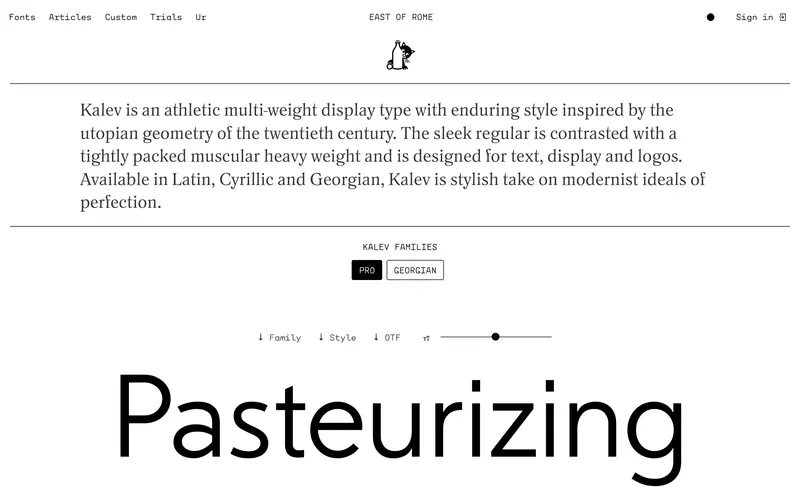 Fonts Articles Custom Trials Ur EAST OF ROME Sign in
Kalev is an athletic multi-weight display type with enduring style inspired by the
utopian geometry of the twentieth century. The sleek regular is contrasted with a
tightly packed muscular heavy weight and is designed for text, display and logos.
Available in Latin, Cyrillic and Georgian, Kalev is stylish take on modernist ideals of
perfection.
KALEV FAMILIES
PRO GEORGIAN
↓ Family ↓ Style ↓ OTF TT
Pasteurizing